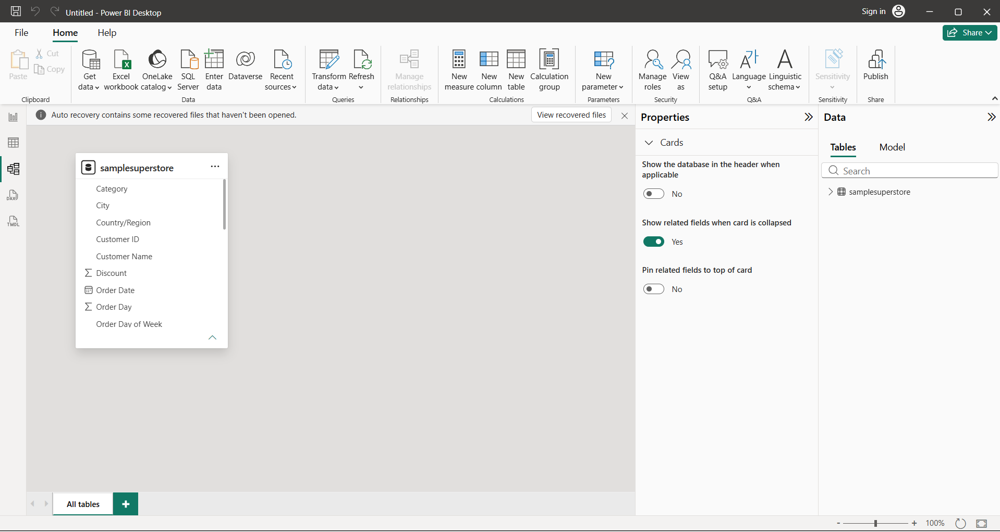 Untitled - Power BI Desktop
Sign in
File
Home
Help
Share
Paste
Cut
Copy
Clipboard
Get data
Excel workbook
OneLake catalog
SQL Server
Enter data
Dataverse
Recent sources
Data
Transform data
Refresh
Queries
Manage relationships
Relationships
New measure
New column
New table
Calculation group
Calculations
New parameter
Parameters
Manage roles
View as
Security
Q&A setup
Language
Linguistic schema
Q&A
Sensitivity
Sensitivity
Publish
Share
Auto recovery contains some recovered files that haven't been opened.
View recovered files
DAX
TMDL
samplesuperstore
Category
City
Country/Region
Customer ID
Customer Name
Discount
Order Date
Order Day
Order Day of Week
Properties
Cards
Show the database in the header when
applicable
No
Show related fields when card is collapsed
Yes
Pin related fields to top of card
No
Data
Tables
Model
Search
samplesuperstore
All tables
100%